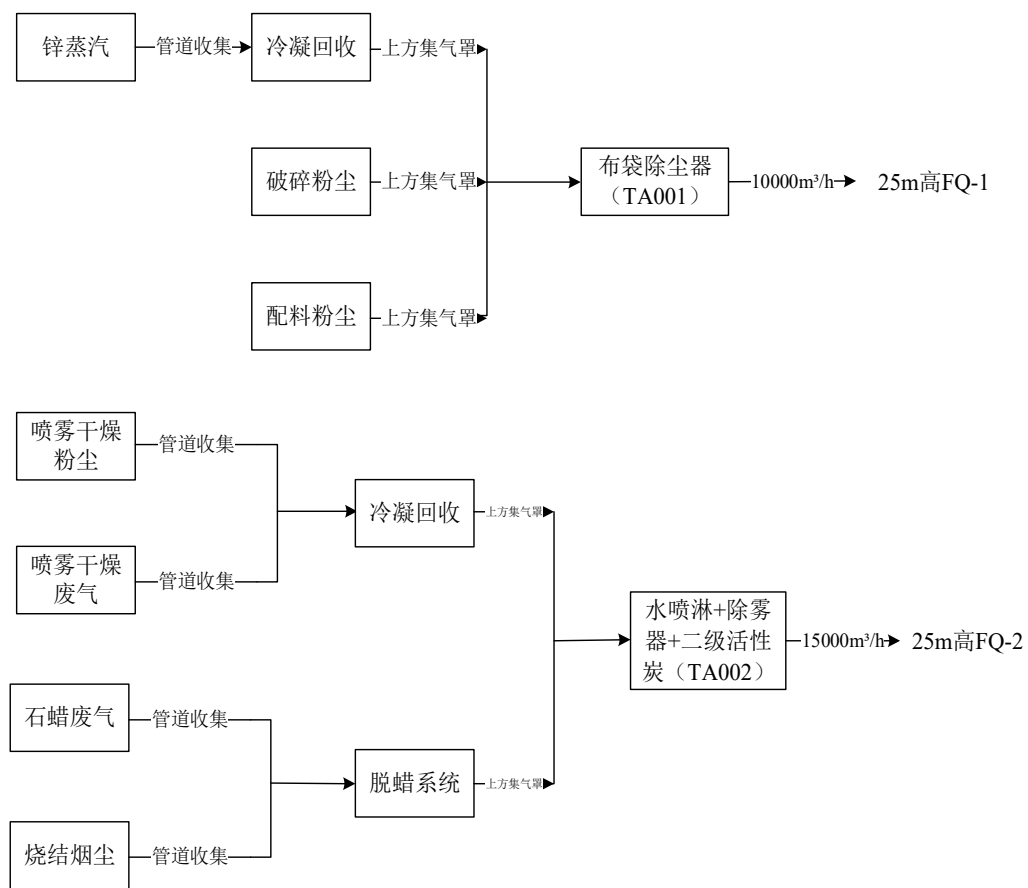 锌蒸汽
管道收集
冷凝回收
上方集气罩
破碎粉尘
上方集气罩
布袋除尘器
（TA001）
10000m³/h
25m高FQ-1
配料粉尘
上方集气罩
喷雾干燥
粉尘
管道收集
冷凝回收
上方集气罩
喷雾干燥
废气
管道收集
水喷淋+除雾
器+二级活性
炭（TA002）
15000m³/h
25m高FQ-2
石蜡废气
管道收集
脱蜡系统
上方集气罩
烧结烟尘
管道收集